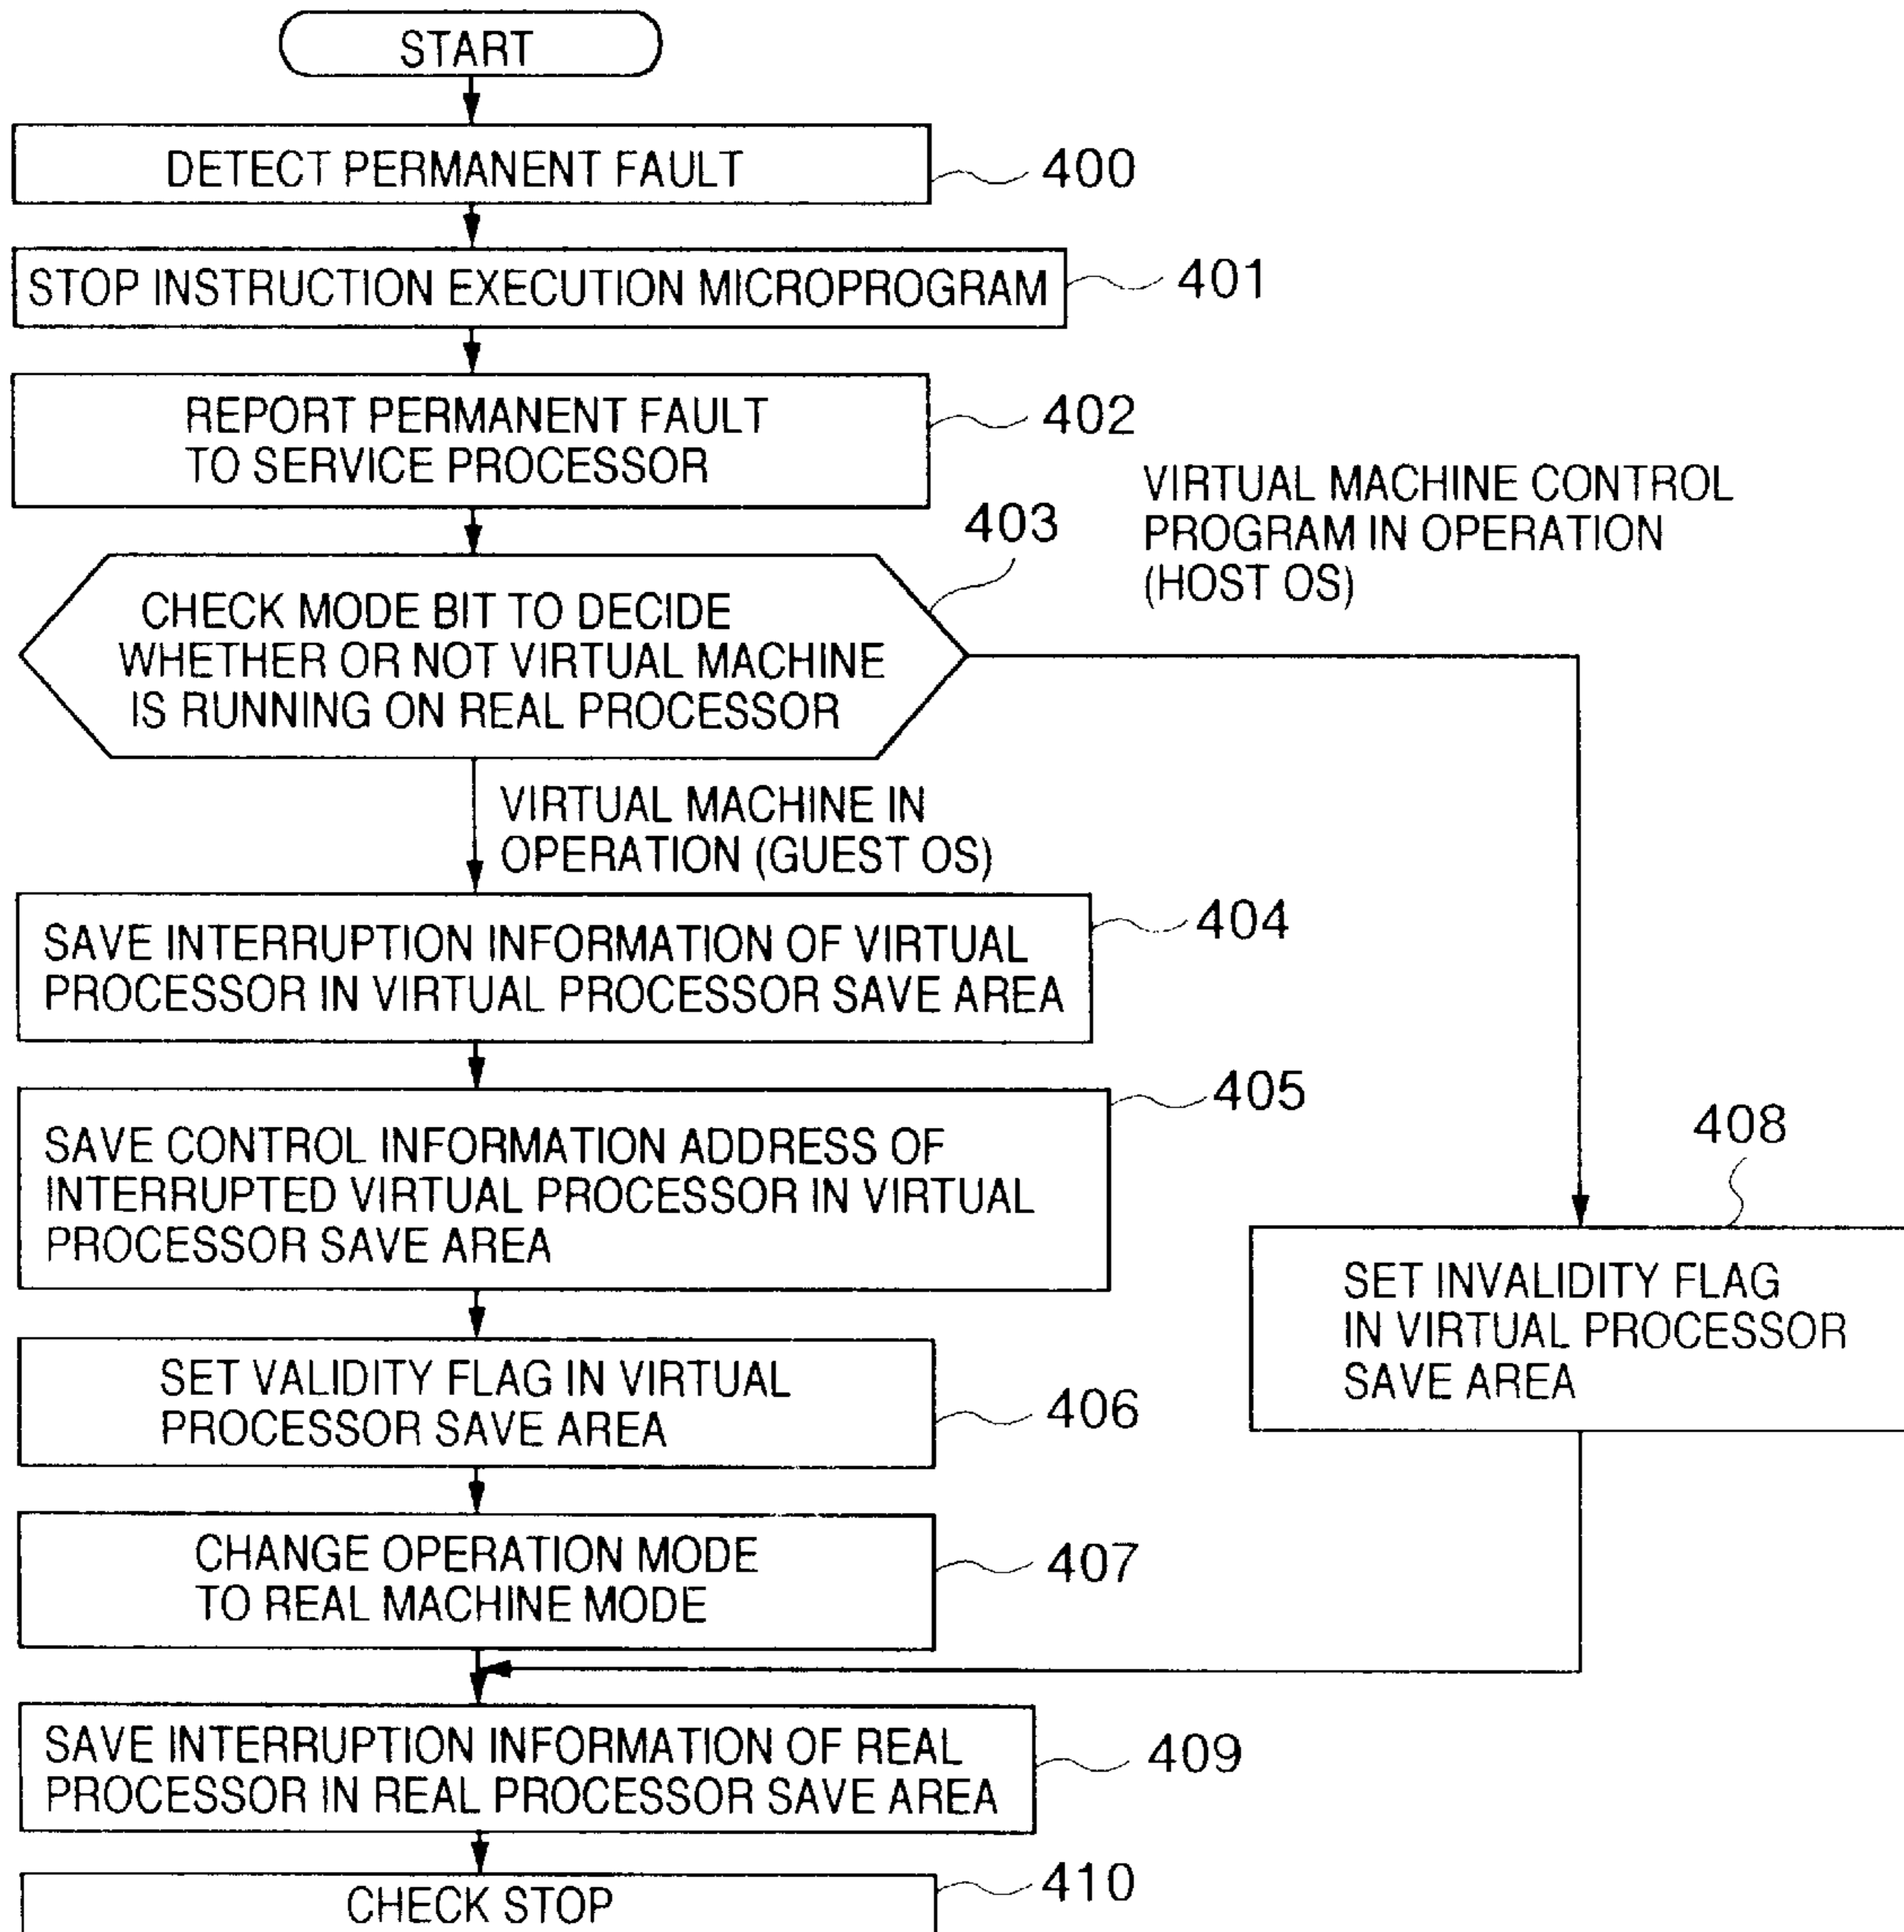 START
DETECT PERMANENT FAULT
400
STOP INSTRUCTION EXECUTION MICROPROGRAM
401
REPORT PERMANENT FAULT
TO SERVICE PROCESSOR
402
403
CHECK MODE BIT TO DECIDE
WHETHER OR NOT VIRTUAL MACHINE
IS RUNNING ON REAL PROCESSOR
VIRTUAL MACHINE CONTROL
PROGRAM IN OPERATION
(HOST OS)
VIRTUAL MACHINE IN
OPERATION (GUEST OS)
SAVE INTERRUPTION INFORMATION OF VIRTUAL
PROCESSOR IN VIRTUAL PROCESSOR SAVE AREA
404
SAVE CONTROL INFORMATION ADDRESS OF
INTERRUPTED VIRTUAL PROCESSOR IN VIRTUAL
PROCESSOR SAVE AREA
405
408
SET INVALIDITY FLAG
IN VIRTUAL PROCESSOR
SAVE AREA
SET VALIDITY FLAG IN VIRTUAL
PROCESSOR SAVE AREA
406
CHANGE OPERATION MODE
TO REAL MACHINE MODE
407
SAVE INTERRUPTION INFORMATION OF REAL
PROCESSOR IN REAL PROCESSOR SAVE AREA
409
CHECK STOP
410